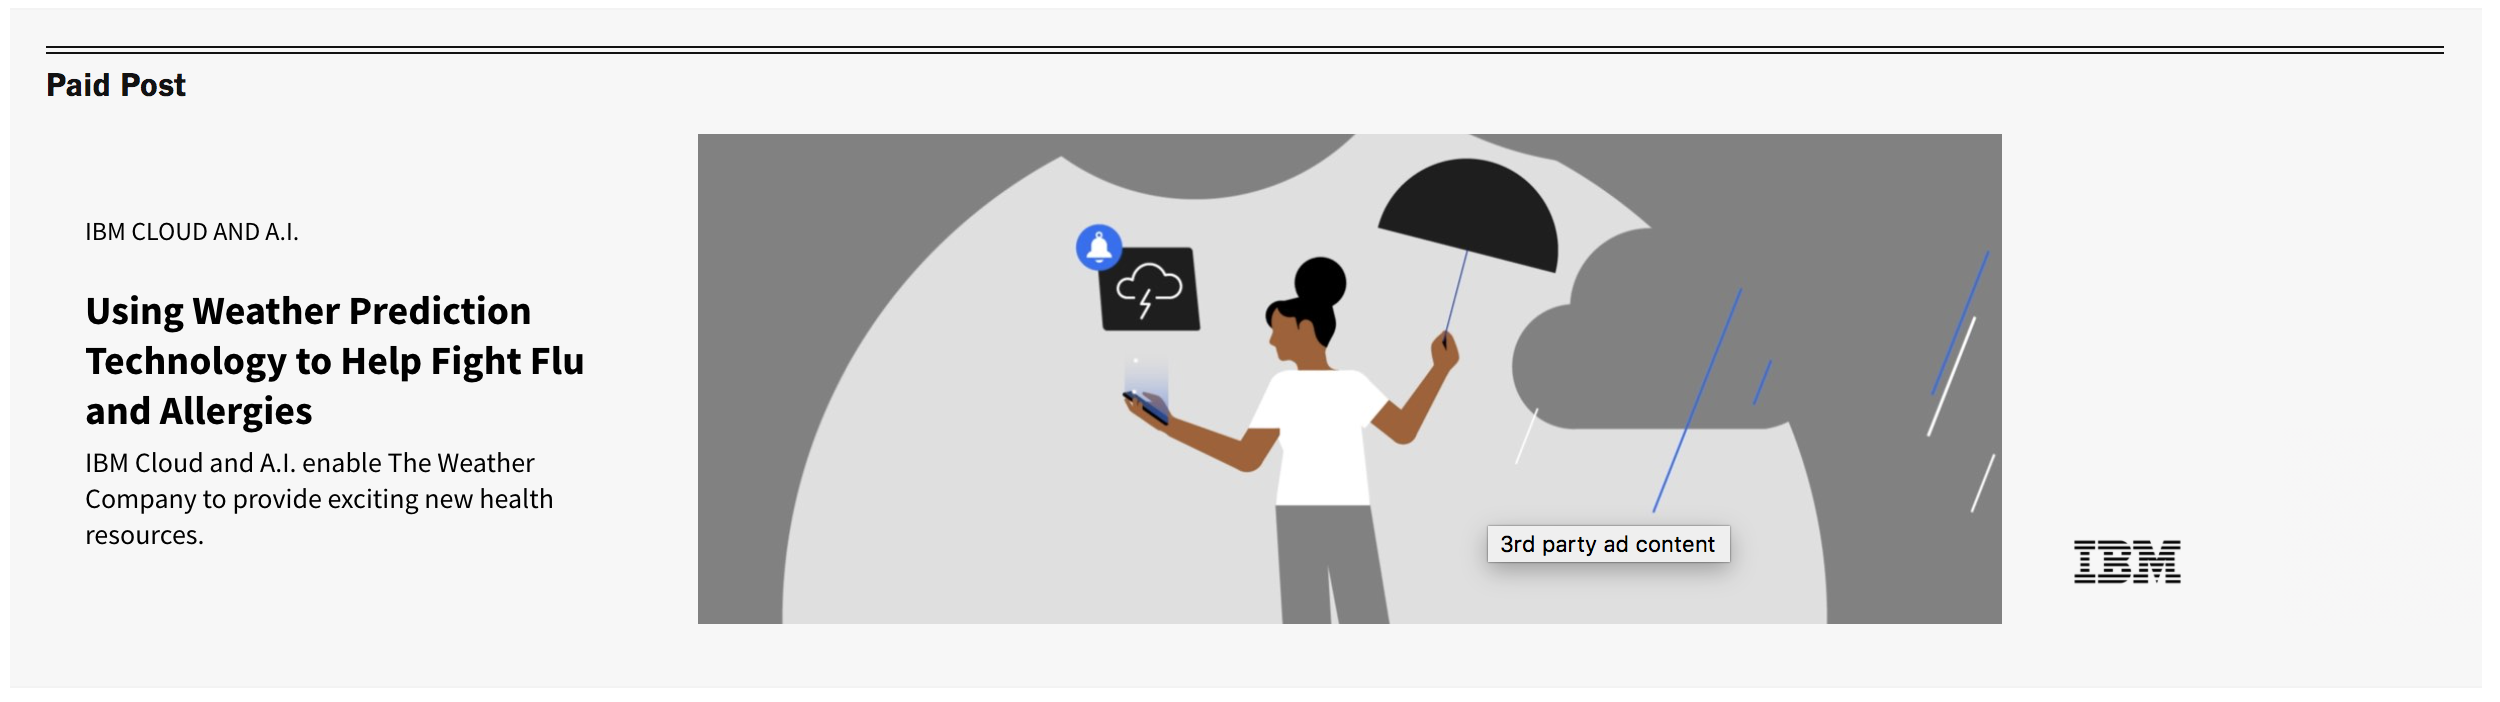 Paid Post
IBM CLOUD AND A.I.
Using Weather Prediction
Technology to Help Fight Flu
and Allergies
IBM Cloud and A.I. enable The Weather
Company to provide exciting new health
resources.
3rd party ad content
IBM